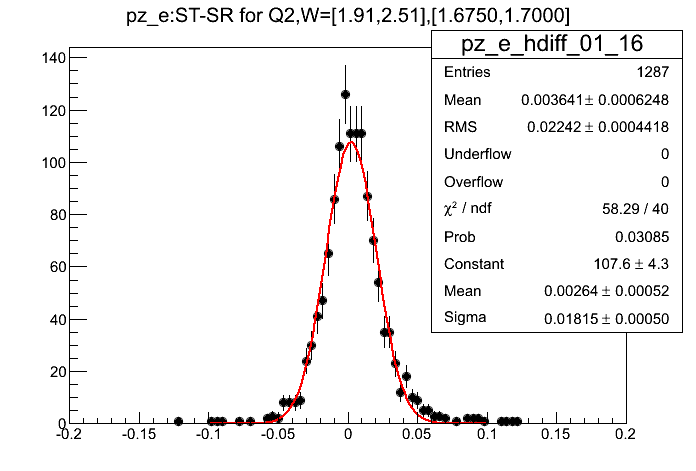 pz_e:ST-SR for Q2,W=[1.91,2.51],[1.6750,1.7000]
pz_e_hdiff_01_16
Entries 1287
Mean 0.003641± 0.0006248
RMS 0.02242 ± 0.0004418
Underflow 0
Overflow 0
χ² / ndf 58.29 / 40
Prob 0.03085
Constant 107.6 ± 4.3
Mean 0.00264 ± 0.00052
Sigma 0.01815 ± 0.00050
140
120
100
80
60
40
20
0
-0.2 -0.15 -0.1 -0.05 0 0.05 0.1 0.15 0.2